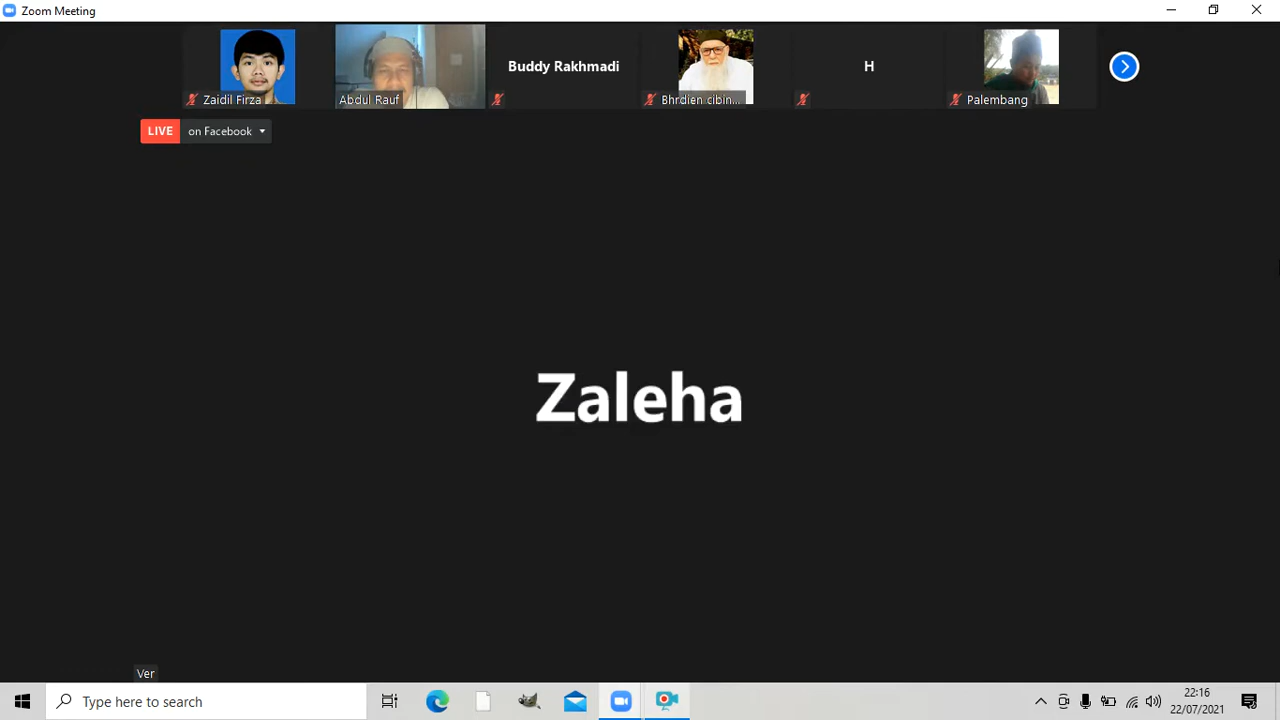 Zoom Meeting
Buddy Rakhmadi
H
Zaidil Firza
Abdul Rauf
Bhrdien cibin...
Palembang
LIVE on Facebook
Zaleha
Ver
Type here to search
22:16
22/07/2021